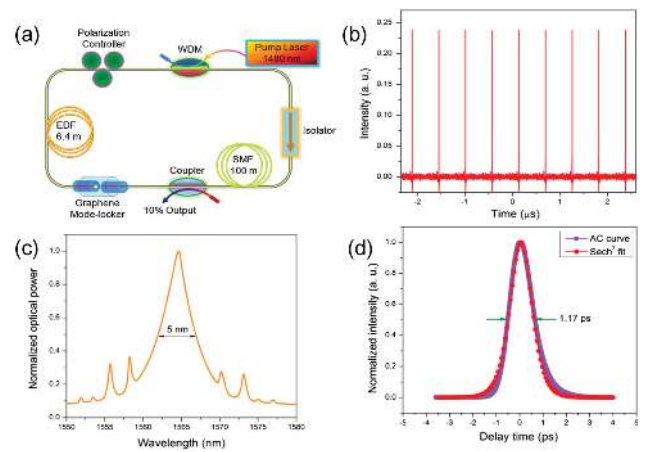 (a)
Polarization
Controller
WDM
Pump Laser
1480 nm
EDF
6.4 m
Isolator
SMF
100 m
Coupler
Graphene
Mode-locker
10% Output
(b)
Intensity (a. u.)
0.25
0.20
0.15
0.10
0.05
0.00
-2 -1 0 1 2
Time (μs)
(c)
Normalized optical power
1.0
0.8
0.6
0.4
0.2
0.0
5 nm
1550 1555 1560 1565 1570 1575 1580
Wavelength (nm)
(d)
Normalized intensity (a. u.)
1.0
0.8
0.6
0.4
0.2
0.0
AC curve
Sech² fit
1.17 ps
-5 -4 -3 -2 -1 0 1 2 3 4 5
Delay time (ps)